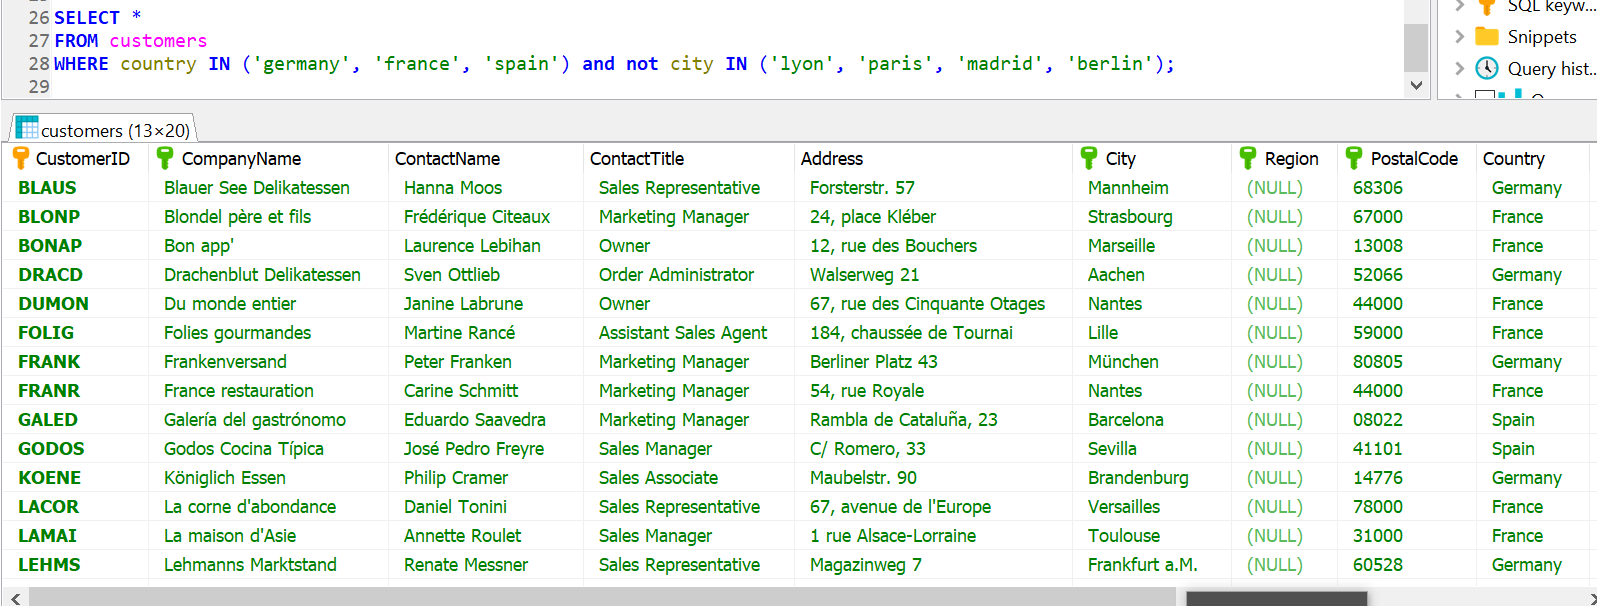 26 SELECT *
27 FROM customers
28 WHERE country IN ('germany', 'france', 'spain') and not city IN ('lyon', 'paris', 'madrid', 'berlin');
29
SQL keyw...
Snippets
Query hist...
customers (13×20)
CustomerID CompanyName ContactName ContactTitle Address City Region PostalCode Country
BLAUS Blauer See Delikatessen Hanna Moos Sales Representative Forsterstr. 57 Mannheim (NULL) 68306 Germany
BLONP Blondel père et fils Frédérique Citeaux Marketing Manager 24, place Kléber Strasbourg (NULL) 67000 France
BONAP Bon app' Laurence Lebihan Owner 12, rue des Bouchers Marseille (NULL) 13008 France
DRACD Drachenblut Delikatessen Sven Ottlieb Order Administrator Walserweg 21 Aachen (NULL) 52066 Germany
DUMON Du monde entier Janine Labrune Owner 67, rue des Cinquante Otages Nantes (NULL) 44000 France
FOLIG Folies gourmandes Martine Rancé Assistant Sales Agent 184, chaussée de Tournai Lille (NULL) 59000 France
FRANK Frankenversand Peter Franken Marketing Manager Berliner Platz 43 München (NULL) 80805 Germany
FRANR France restauration Carine Schmitt Marketing Manager 54, rue Royale Nantes (NULL) 44000 France
GALED Galería del gastrónomo Eduardo Saavedra Marketing Manager Rambla de Cataluña, 23 Barcelona (NULL) 08022 Spain
GODOS Godos Cocina Típica José Pedro Freyre Sales Manager C/ Romero, 33 Sevilla (NULL) 41101 Spain
KOENE Königlich Essen Philip Cramer Sales Associate Maubelstr. 90 Brandenburg (NULL) 14776 Germany
LACOR La corne d'abondance Daniel Tonini Sales Representative 67, avenue de l'Europe Versailles (NULL) 78000 France
LAMAI La maison d'Asie Annette Roulet Sales Manager 1 rue Alsace-Lorraine Toulouse (NULL) 31000 France
LEHMS Lehmanns Marktstand Renate Messner Sales Representative Magazinweg 7 Frankfurt a.M. (NULL) 60528 Germany